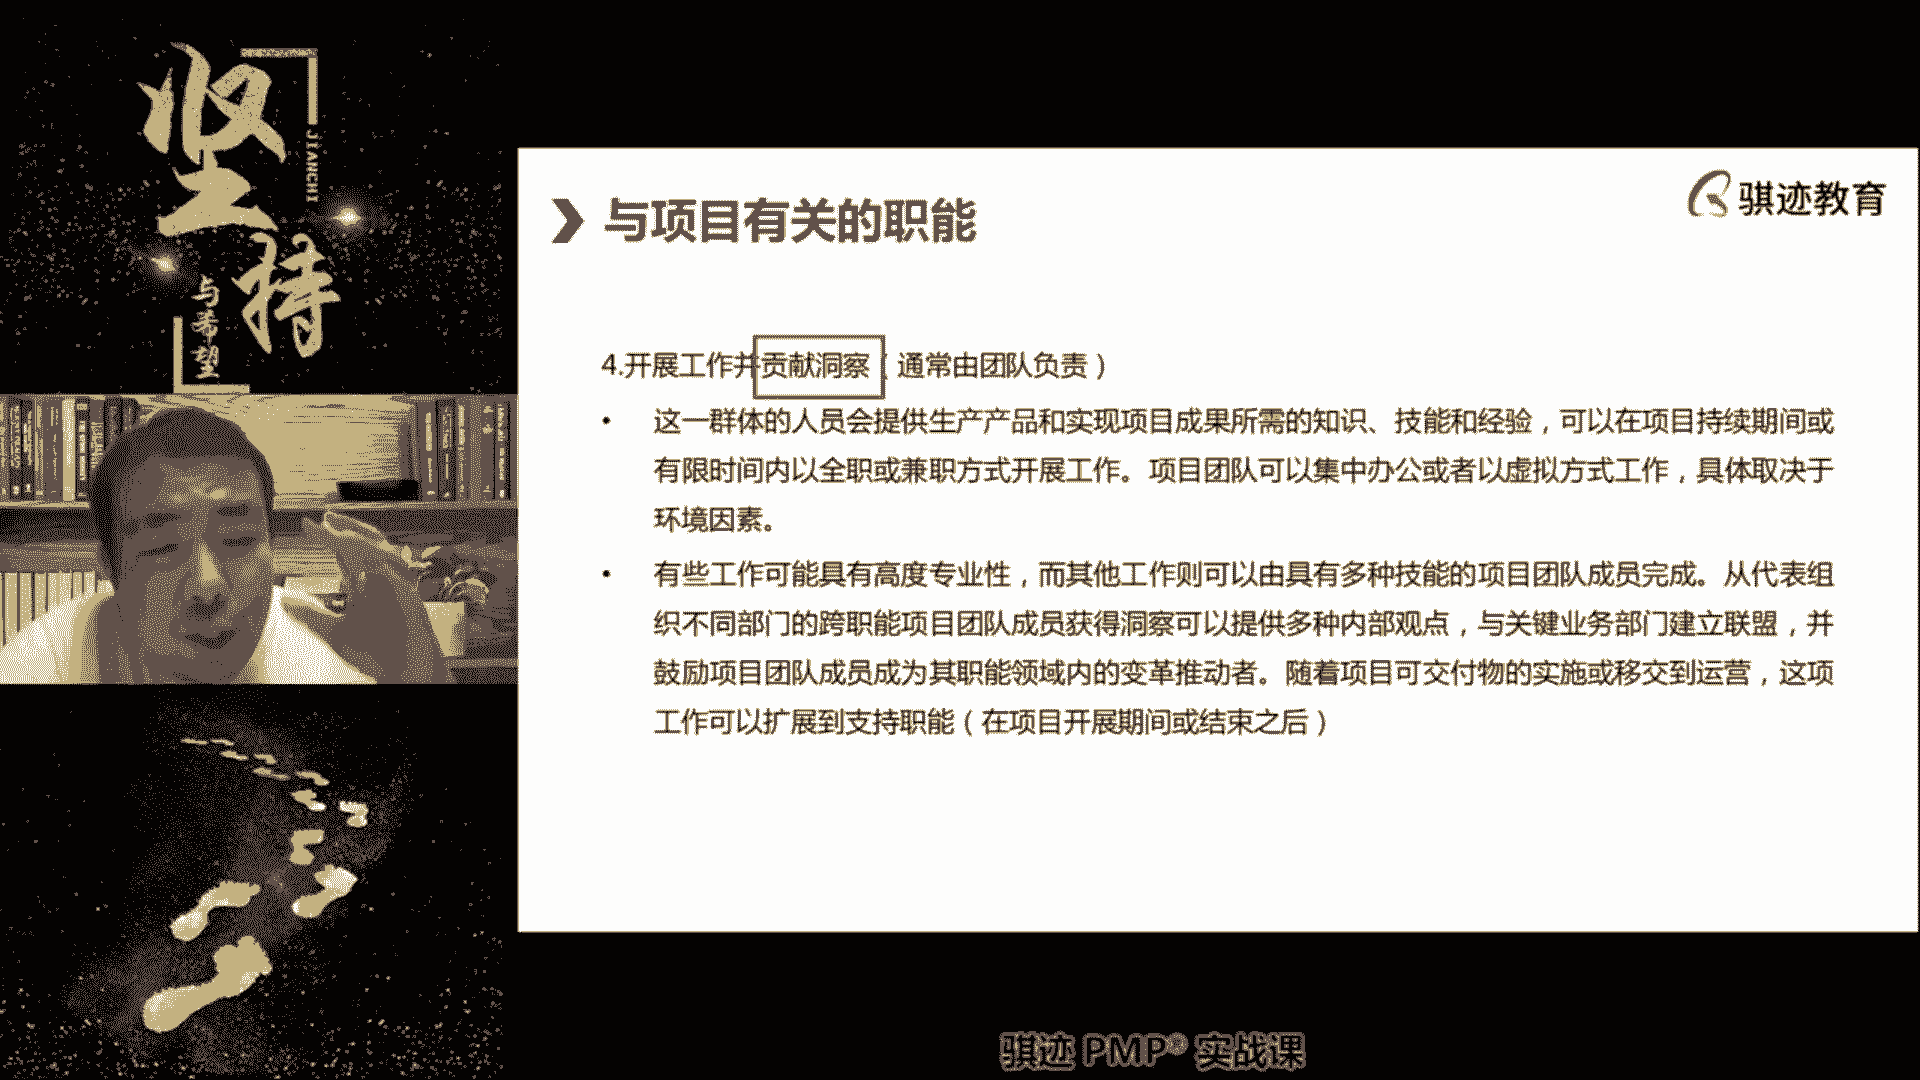 坚持
JIANCHI
与希望
与项目有关的职能
骐迹教育
4.开展工作并贡献洞察（通常由团队负责）
• 这一群体的人员会提供生产产品和实现项目成果所需的知识、技能和经验，可以在项目持续期间或
有限时间内以全职或兼职方式开展工作。项目团队可以集中办公或者以虚拟方式工作，具体取决于
环境因素。
• 有些工作可能具有高度专业性，而其他工作则可以由具有多种技能的项目团队成员完成。从代表组
织不同部门的跨职能项目团队成员获得洞察可以提供多种内部观点，与关键业务部门建立联盟，并
鼓励项目团队成员成为其职能领域内的变革推动者。随着项目可交付物的实施或移交到运营，这项
工作可以扩展到支持职能（在项目开展期间或结束之后）
骐迹 PMP® 实战课